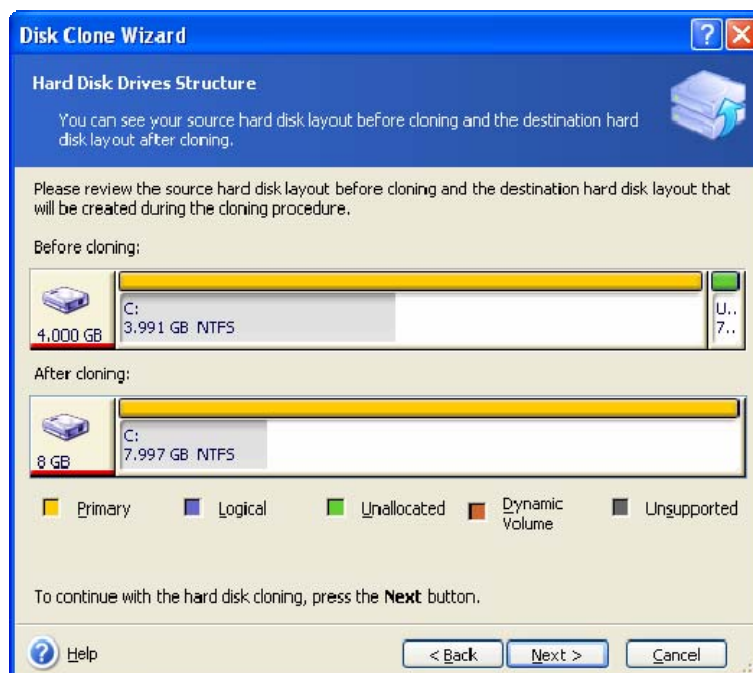 Disk Clone Wizard
Hard Disk Drives Structure
You can see your source hard disk layout before cloning and the destination hard
disk layout after cloning.
Please review the source hard disk layout before cloning and the destination hard disk layout that
will be created during the cloning procedure.
Before cloning:
4.000 GB
C:
3.991 GB NTFS
U..
7..
After cloning:
8 GB
C:
7.997 GB NTFS
Primary
Logical
Unallocated
Dynamic
Volume
Unsupported
To continue with the hard disk cloning, press the Next button.
Help
< Back
Next >
Cancel